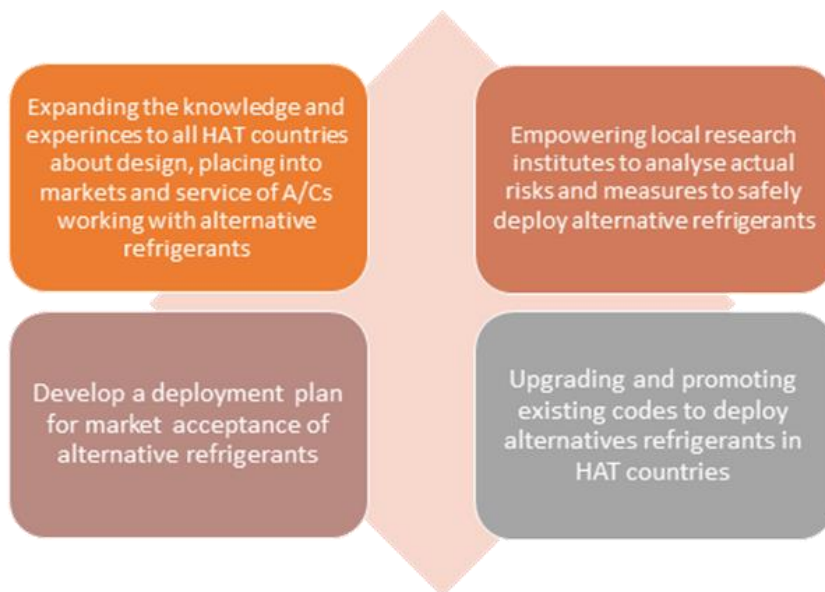 Expanding the knowledge and
experinces to all HAT countries
about design, placing into
markets and service of A/Cs
working with alternative
refrigerants
Empowering local research
institutes to analyse actual
risks and measures to safely
deploy alternative refrigerants
Develop a deployment plan
for market acceptance of
alternative refrigerants
Upgrading and promoting
existing codes to deploy
alternatives refrigerants in
HAT countries